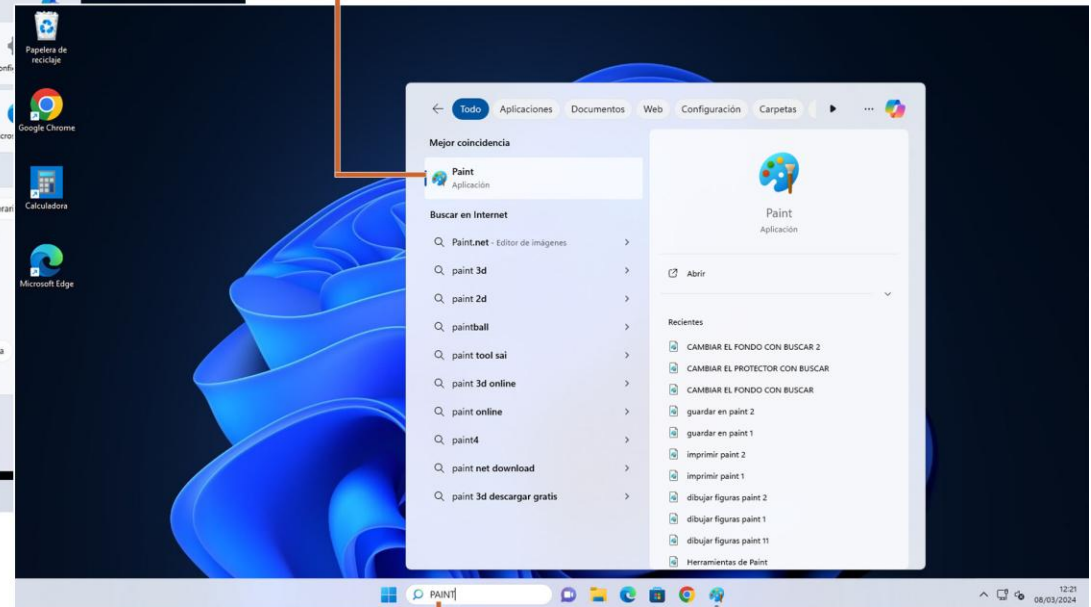 Papelera de
reciclaje
Google Chrome
Calculadora
Microsoft Edge
Todo Aplicaciones Documentos Web Configuración Carpetas ...
Mejor coincidencia
Paint
Aplicación
Buscar en Internet
Paint.net - Editor de imágenes
paint 3d
paint 2d
paintball
paint tool sai
paint 3d online
paint online
paint4
paint net download
paint 3d descargar gratis
Paint
Aplicación
Abrir
Recientes
CAMBIAR EL FONDO CON BUSCAR 2
CAMBIAR EL PROTECTOR CON BUSCAR
CAMBIAR EL FONDO CON BUSCAR
guardar en paint 2
guardar en paint 1
imprimir paint 2
imprimir paint 1
dibujar figuras paint 2
dibujar figuras paint 1
dibujar figuras paint 11
Herramientas de Paint
PAINT
12:21
08/03/2024